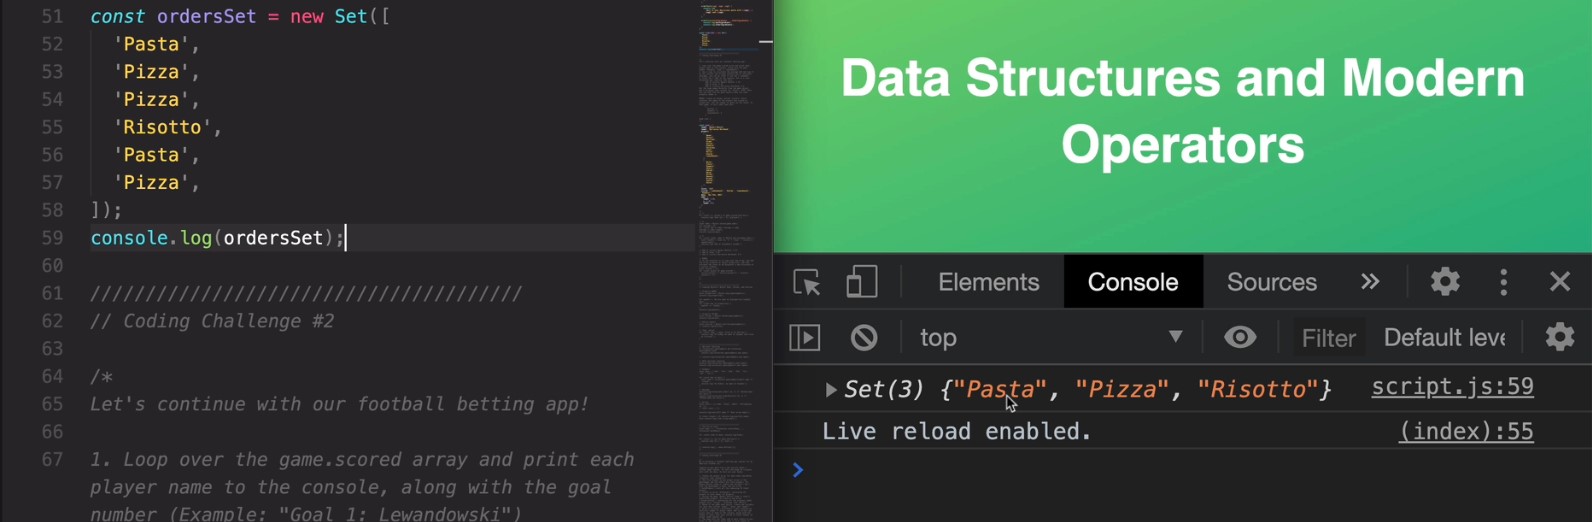 51 const ordersSet = new Set([
52 'Pasta',
53 'Pizza',
54 'Pizza',
55 'Risotto',
56 'Pasta',
57 'Pizza',
58 ]);
59 console.log(ordersSet);
60
61 ///////////////////////////////////////
62 // Coding Challenge #2
63
64 /*
65 Let's continue with our football betting app!
66
67 1. Loop over the game.scored array and print each
player name to the console, along with the goal
number (Example: "Goal 1: Lewandowski")
Data Structures and Modern
Operators
Elements Console Sources »
top Filter Default leve
Set(3) {"Pasta", "Pizza", "Risotto"} script.js:59
Live reload enabled. (index):55
>